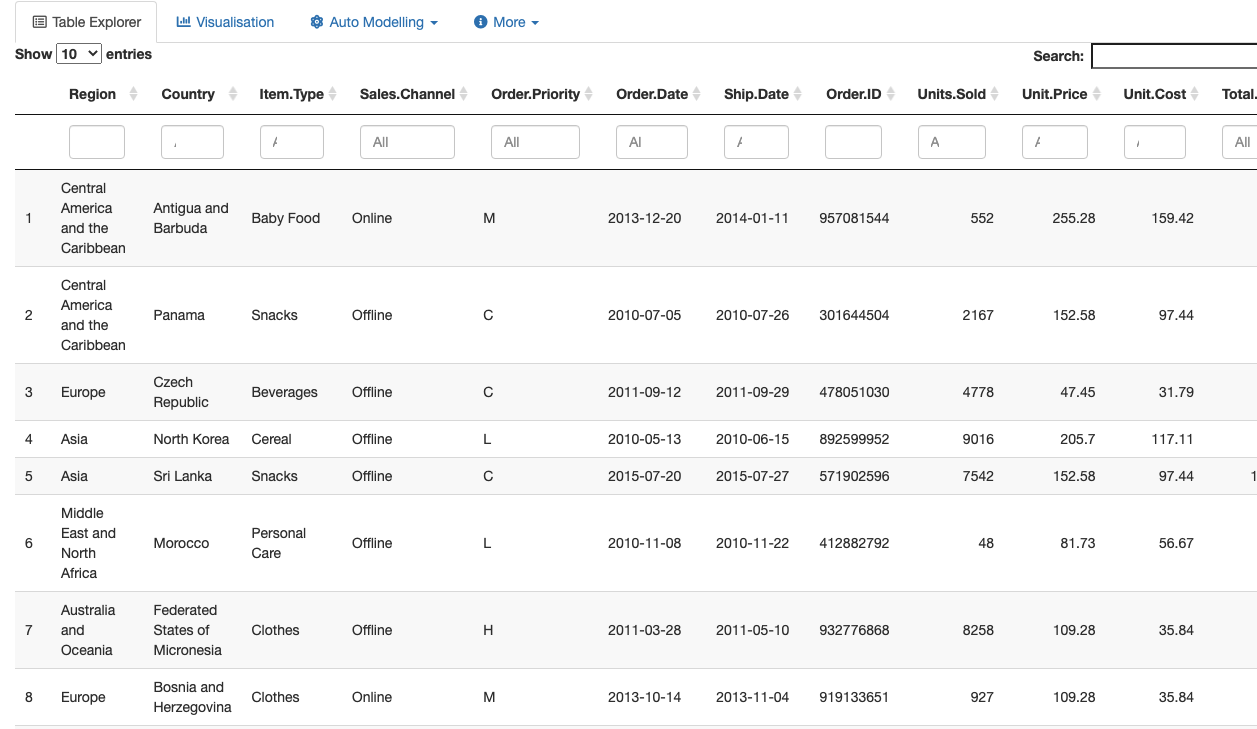 Table Explorer Visualisation Auto Modelling More
Show 10 entries Search:
Region Country Item.Type Sales.Channel Order.Priority Order.Date Ship.Date Order.ID Units.Sold Unit.Price Unit.Cost Total.
All All Al A All
Central
America
and the
Caribbean
1 Antigua and
Barbuda
Baby Food Online M 2013-12-20 2014-01-11 957081544 552 255.28 159.42
Central
America
and the
Caribbean
2 Panama Snacks Offline C 2010-07-05 2010-07-26 301644504 2167 152.58 97.44
3 Europe Czech
Republic
Beverages Offline C 2011-09-12 2011-09-29 478051030 4778 47.45 31.79
4 Asia North Korea Cereal Offline L 2010-05-13 2010-06-15 892599952 9016 205.7 117.11
5 Asia Sri Lanka Snacks Offline C 2015-07-20 2015-07-27 571902596 7542 152.58 97.44 1
Middle
East and
North
Africa
6 Morocco Personal
Care
Offline L 2010-11-08 2010-11-22 412882792 48 81.73 56.67
Australia
and
Oceania
7 Federated
States of
Micronesia
Clothes Offline H 2011-03-28 2011-05-10 932776868 8258 109.28 35.84
8 Europe Bosnia and
Herzegovina
Clothes Online M 2013-10-14 2013-11-04 919133651 927 109.28 35.84